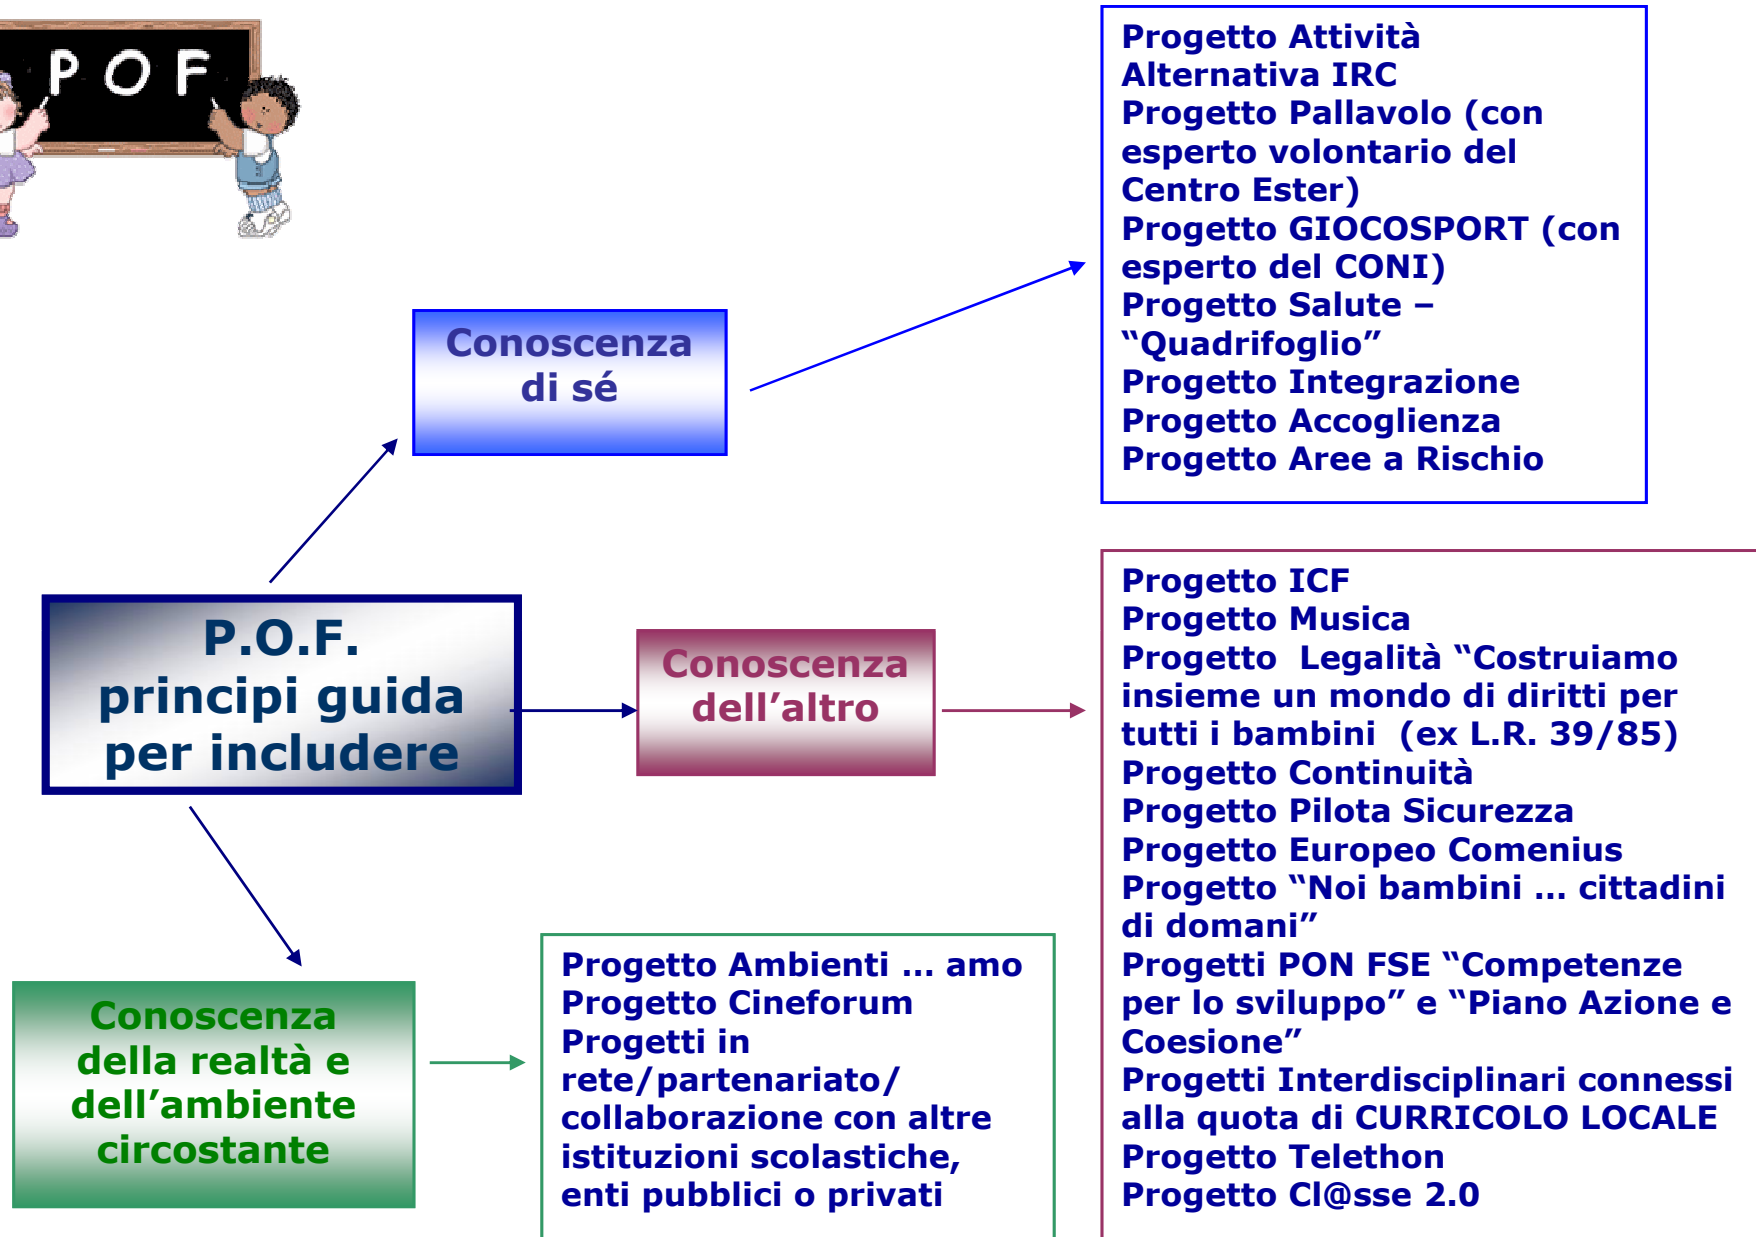 P O F
Progetto Attività
Alternativa IRC
Progetto Pallavolo (con
esperto volontario del
Centro Ester)
Progetto GIOCOSPORT (con
esperto del CONI)
Progetto Salute –
“Quadrifoglio”
Progetto Integrazione
Progetto Accoglienza
Progetto Aree a Rischio
Conoscenza
di sé
P.O.F.
principi guida
per includere
Conoscenza
dell’altro
Progetto ICF
Progetto Musica
Progetto  Legalità “Costruiamo
insieme un mondo di diritti per
tutti i bambini  (ex L.R. 39/85)
Progetto Continuità
Progetto Pilota Sicurezza
Progetto Europeo Comenius
Progetto “Noi bambini … cittadini
di domani”
Progetti PON FSE “Competenze
per lo sviluppo” e “Piano Azione e
Coesione”
Progetti Interdisciplinari connessi
alla quota di CURRICOLO LOCALE
Progetto Telethon
Progetto Cl@sse 2.0
Conoscenza
della realtà e
dell’ambiente
circostante
Progetto Ambienti … amo
Progetto Cineforum
Progetti in
rete/partenariato/
collaborazione con altre
istituzioni scolastiche,
enti pubblici o privati